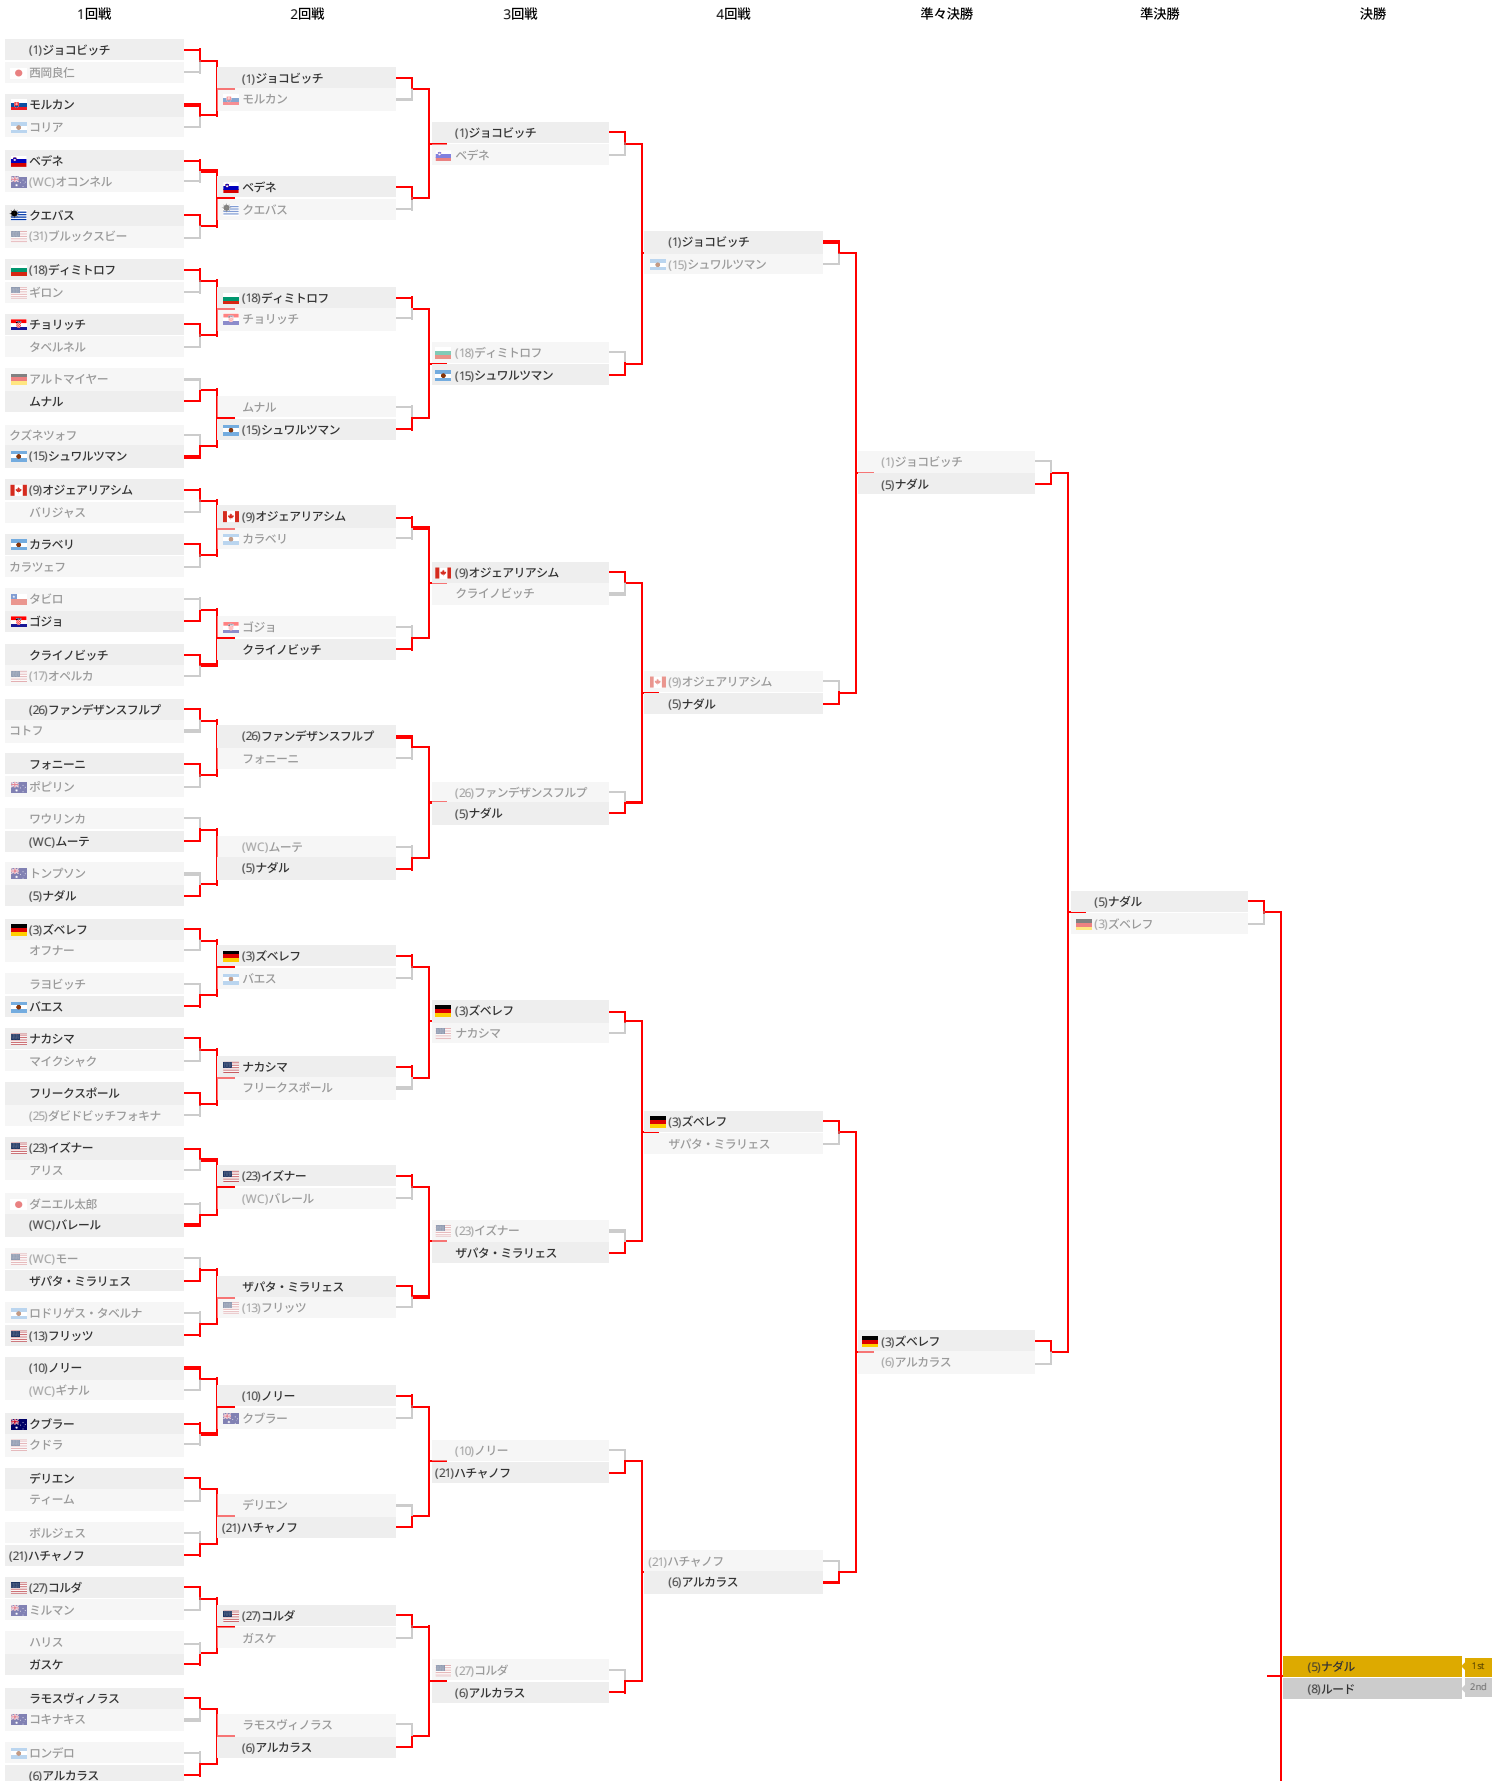 1回戦
2回戦
3回戦
4回戦
準々決勝
準決勝
決勝
(1)ジョコビッチ
西岡良仁
モルカン
コリア
ベデネ
(WC)オコンネル
クエバス
(31)ブルックスビー
(18)ディミトロフ
ギロン
チョリッチ
タベルネル
アルトマイヤー
ムナル
クズネツォフ
(15)シュワルツマン
(9)オジェアリアシム
バリジャス
カラベリ
カラツェフ
タビロ
ゴジョ
クライノビッチ
(17)オペルカ
(26)ファンデザンスフルプ
コトフ
フォニーニ
ポピリン
ワウリンカ
(WC)ムーテ
トンプソン
(5)ナダル
(3)ズベレフ
オフナー
ラヨビッチ
バエス
ナカシマ
マイクシャク
フリークスポール
(25)ダビドビッチフォキナ
(23)イズナー
アリス
ダニエル太郎
(WC)バレール
(WC)モー
ザパタ・ミラリェス
ロドリゲス・タベルナ
(13)フリッツ
(10)ノリー
(WC)ギナル
クブラー
クドラ
デリエン
ティーム
ボルジェス
(21)ハチャノフ
(27)コルダ
ミルマン
ハリス
ガスケ
ラモスヴィノラス
コキナキス
ロンデロ
(6)アルカラス
(1)ジョコビッチ
モルカン
ベデネ
クエバス
(18)ディミトロフ
チョリッチ
ムナル
(15)シュワルツマン
(9)オジェアリアシム
カラベリ
ゴジョ
クライノビッチ
(26)ファンデザンスフルプ
フォニーニ
(WC)ムーテ
(5)ナダル
(3)ズベレフ
バエス
ナカシマ
フリークスポール
(23)イズナー
(WC)バレール
ザパタ・ミラリェス
(13)フリッツ
(10)ノリー
クブラー
デリエン
(21)ハチャノフ
(27)コルダ
ガスケ
ラモスヴィノラス
(6)アルカラス
(1)ジョコビッチ
ベデネ
(18)ディミトロフ
(15)シュワルツマン
(9)オジェアリアシム
クライノビッチ
(26)ファンデザンスフルプ
(5)ナダル
(3)ズベレフ
ナカシマ
(23)イズナー
ザパタ・ミラリェス
(10)ノリー
(21)ハチャノフ
(27)コルダ
(6)アルカラス
(1)ジョコビッチ
(15)シュワルツマン
(9)オジェアリアシム
(5)ナダル
(3)ズベレフ
ザパタ・ミラリェス
(21)ハチャノフ
(6)アルカラス
(1)ジョコビッチ
(5)ナダル
(3)ズベレフ
(6)アルカラス
(5)ナダル
(3)ズベレフ
(5)ナダル
1st
(8)ルード
2nd